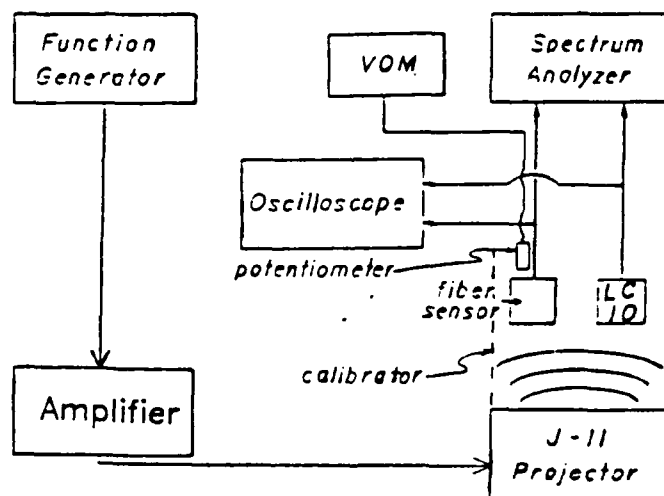 Function
Generator
VOM
Spectrum
Analyzer
Oscilloscope
potentiometer
fiber
sensor
LC
10
calibrator
Amplifier
J-11
Projector